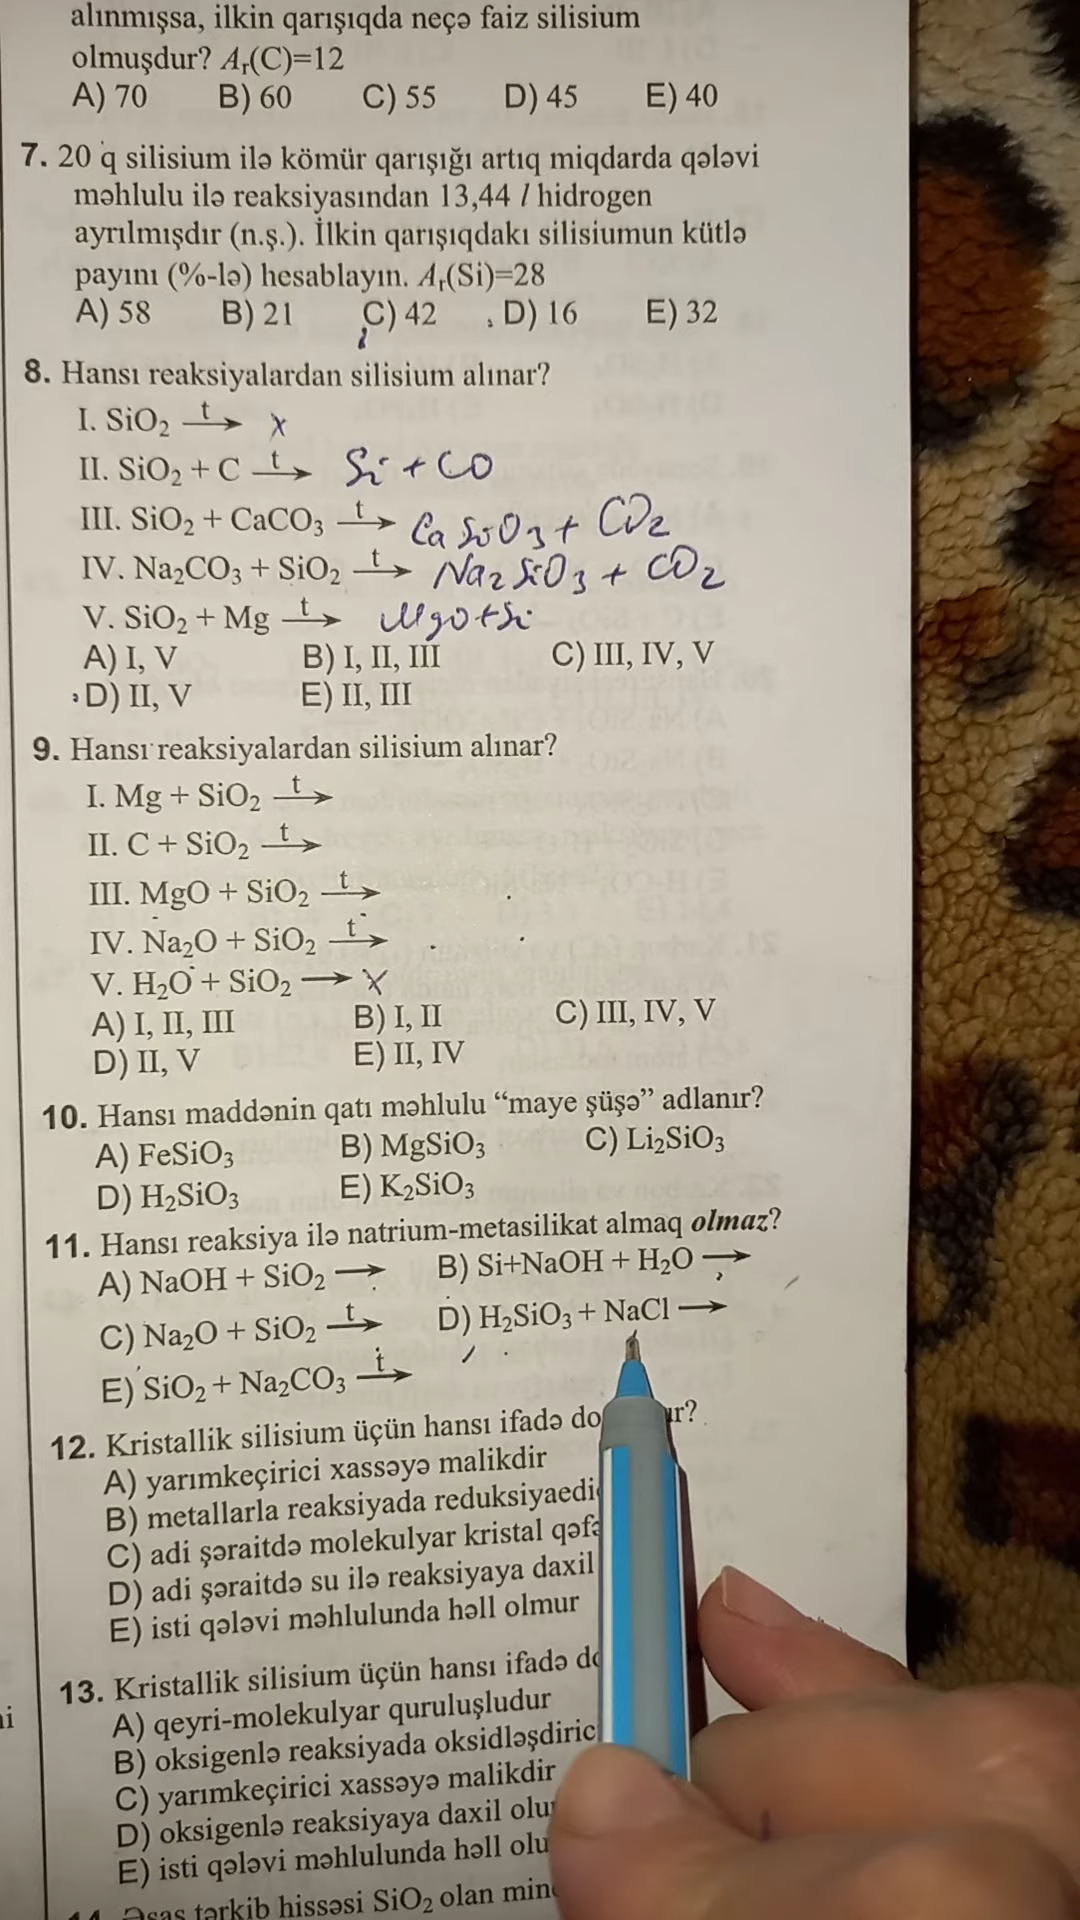 alınmışsa, ilkin qarışıqda neçə faiz silisium
olmuşdur? Aᵣ(C)=12
A) 70 B) 60 C) 55 D) 45 E) 40
7. 20 q silisium ilə kömür qarışığı artıq miqdarda qələvi
məhlulu ilə reaksiyasından 13,44 l hidrogen
ayrılmışdır (n.ş.). İlkin qarışıqdakı silisiumun kütlə
payını (%-lə) hesablayın. Aᵣ(Si)=28
A) 58 B) 21 C) 42 D) 16 E) 32
8. Hansı reaksiyalardan silisium alınar?
I. SiO₂ t→ x
II. SiO₂ + C t→ Si + CO
III. SiO₂ + CaCO₃ t→ CaSiO₃ + CO₂
IV. Na₂CO₃ + SiO₂ t→ Na₂SiO₃ + CO₂
V. SiO₂ + Mg t→ MgO+Si
A) I, V B) I, II, III C) III, IV, V
D) II, V E) II, III
9. Hansı reaksiyalardan silisium alınar?
I. Mg + SiO₂ t→
II. C + SiO₂ t→
III. MgO + SiO₂ t→
IV. Na₂O + SiO₂ t→
V. H₂O + SiO₂ → x
A) I, II, III B) I, II C) III, IV, V
D) II, V E) II, IV
10. Hansı maddənin qatı məhlulu “maye şüşə” adlanır?
A) FeSiO₃ B) MgSiO₃ C) Li₂SiO₃
D) H₂SiO₃ E) K₂SiO₃
11. Hansı reaksiya ilə natrium-metasilikat almaq olmaz?
A) NaOH + SiO₂ → B) Si+NaOH + H₂O →
C) Na₂O + SiO₂ t→ D) H₂SiO₃ + NaCl →
E) SiO₂ + Na₂CO₃ t→
12. Kristallik silisium üçün hansı ifadə
A) yarımkeçirici xassəyə malikdir
B) metallarla reaksiyada
C) adi şəraitdə molekulyar kristal
D) adi şəraitdə su ilə reaksiyaya daxil
E) isti qələvi məhlulunda həll olmur
13. Kristallik silisium üçün hansı ifadə
A) qeyri-molekulyar quruluşludur
B) oksigenlə reaksiyada
C) yarımkeçirici xassəyə malikdir
D) oksigenlə reaksiyaya daxil
E) isti qələvi məhlulunda həll
Əsas tərkib hissəsi SiO₂ olan